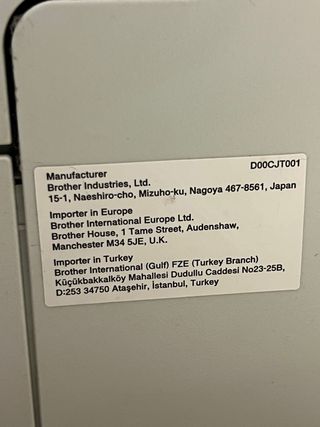 Manufacturer D00CJT001
Brother Industries, Ltd.
15-1, Naeshiro-cho, Mizuho-ku, Nagoya 467-8561, Japan
Importer in Europe
Brother International Europe Ltd.
Brother House, 1 Tame Street, Audenshaw,
Manchester M34 5JE, U.K.
Importer in Turkey
Brother International (Gulf) FZE (Turkey Branch)
Küçükbakkalköy Mahallesi Dudullu Caddesi No23-25B,
D:253 34750 Ataşehir, İstanbul, Turkey